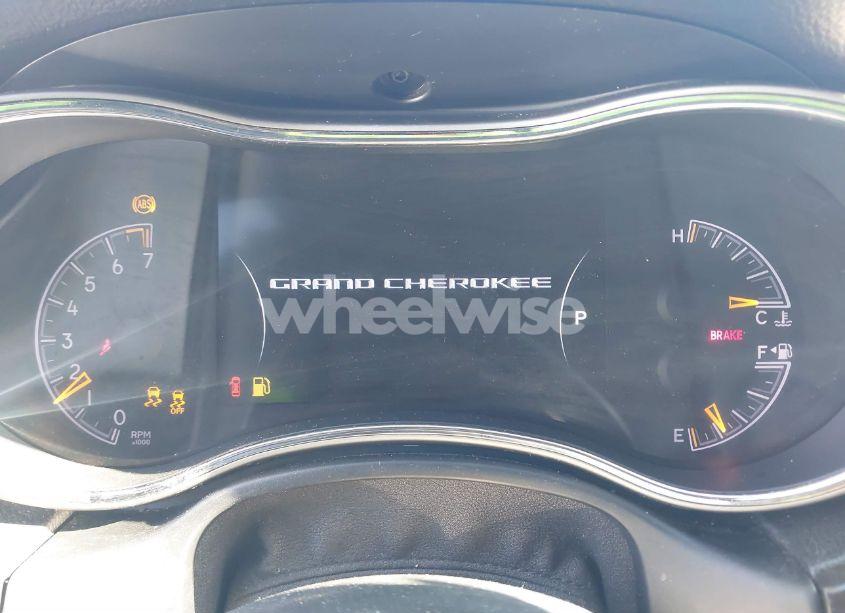 ABS
7
6
5
4
3
2
1
0
RPM
x1000
OFF
GRAND CHEROKEE
wheelwise
P
H
C
BRAKE
F
E